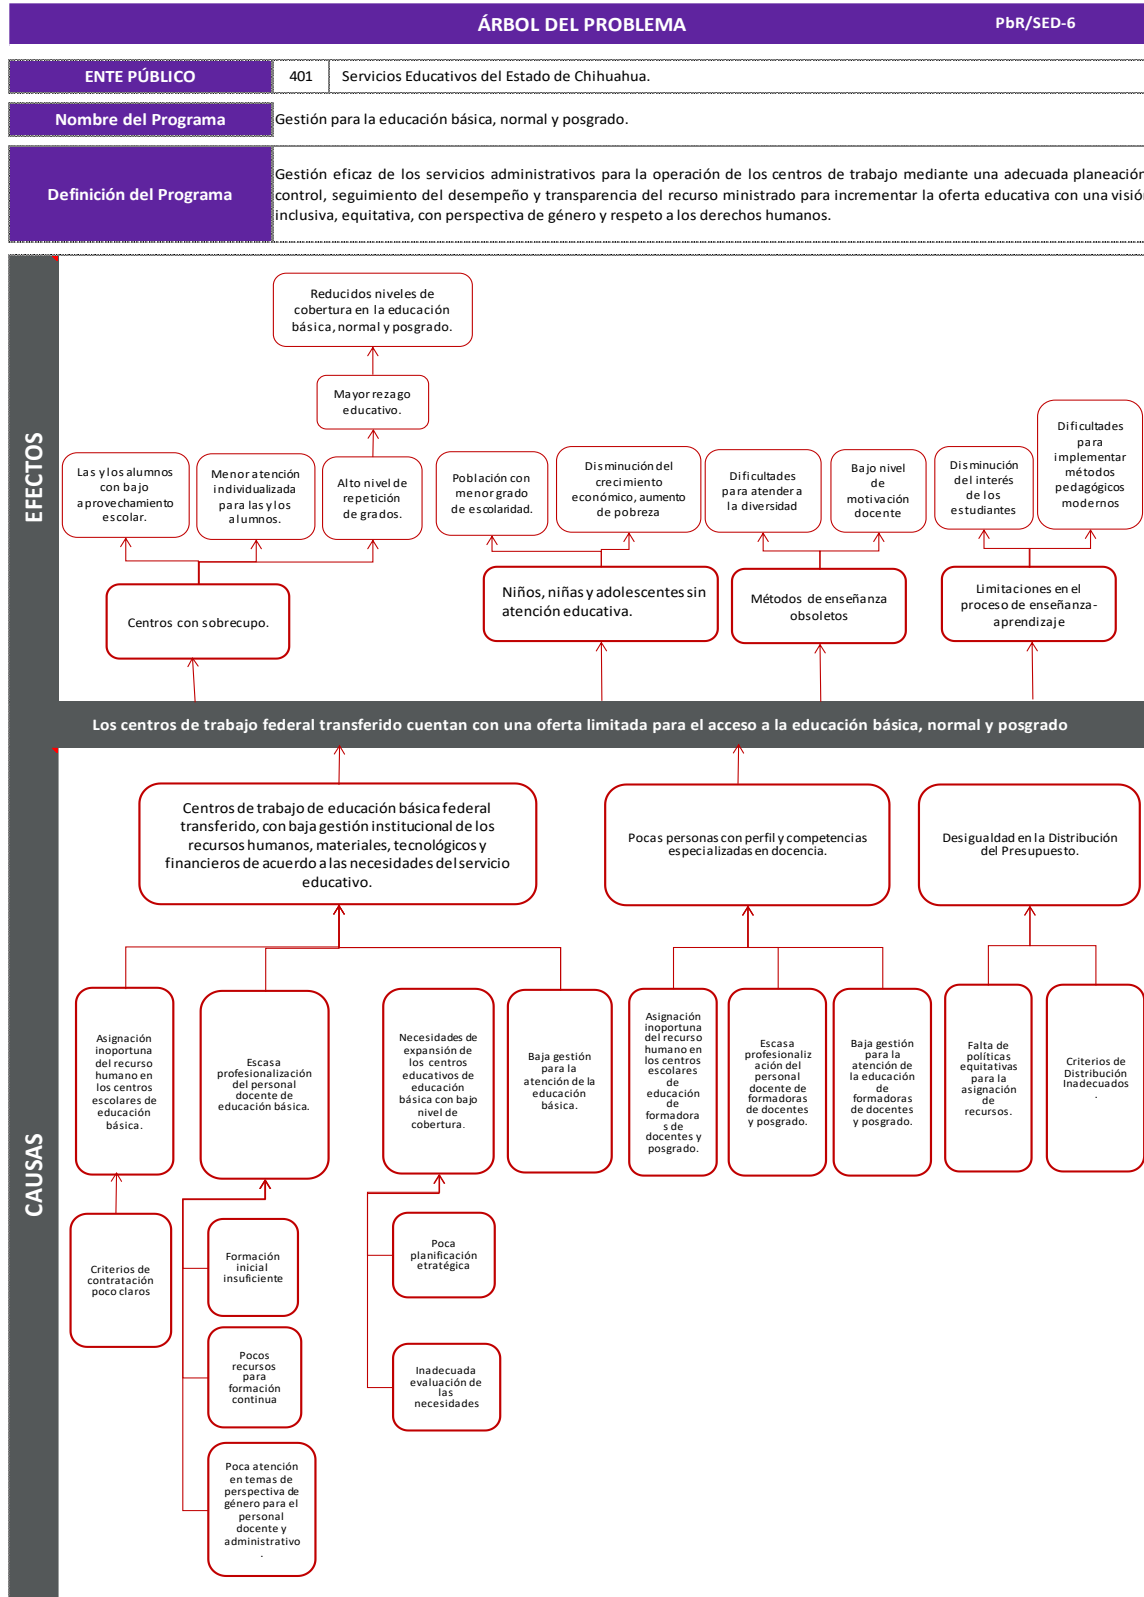 ÁRBOL DEL PROBLEMA
PbR/SED-6
ENTE PÚBLICO
401
Servicios Educativos del Estado de Chihuahua.
Nombre del Programa
Gestión para la educación básica, normal y posgrado.
Definición del Programa
Gestión eficaz de los servicios administrativos para la operación de los centros de trabajo mediante una adecuada planeación
control, seguimiento del desempeño y transparencia del recurso ministrado para incrementar la oferta educativa con una visió
inclusiva, equitativa, con perspectiva de género y respeto a los derechos humanos.
EFECTOS
Reducidos niveles de
cobertura en la educación
básica, normal y posgrado.
Mayor rezago
educativo.
Las y los alumnos
con bajo
aprovechamiento
escolar.
Menor atención
individualizada
para las y los
alumnos.
Alto nivel de
repetición
de grados.
Población con
menor grado
de escolaridad.
Disminución del
crecimiento
económico, aumento
de pobreza
Dificultades
para atender a
la diversidad
Bajo nivel
de
motivación
docente
Disminución
del interés
de los
estudiantes
Dificultades
para
implementar
métodos
pedagógicos
modernos
Centros con sobrecupo.
Niños, niñas y adolescentes sin
atención educativa.
Métodos de enseñanza
obsoletos
Limitaciones en el
proceso de enseñanza-
aprendizaje
Los centros de trabajo federal transferido cuentan con una oferta limitada para el acceso a la educación básica, normal y posgrado
CAUSAS
Centros de trabajo de educación básica federal
transferido, con baja gestión institucional de los
recursos humanos, materiales, tecnológicos y
financieros de acuerdo a las necesidades del servicio
educativo.
Pocas personas con perfil y competencias
especializadas en docencia.
Desigualdad en la Distribución
del Presupuesto.
Asignación
inoportuna
del recurso
humano en
los centros
escolares de
educación
básica.
Escasa
profesionalización
del personal
docente de
educación básica.
Necesidades de
expansión de
los centros
educativos de
educación
básica con bajo
nivel de
cobertura.
Baja gestión
para la
atención de la
educación
básica.
Asignación
inoportuna
del recurso
humano en
los centros
escolares
de
educación
de
formadora
s de
docentes y
posgrado.
Escasa
profesionaliz
ación del
personal
docente de
formadoras
de docentes
y posgrado.
Baja gestión
para la
atención de
la educación
de
formadoras
de docentes
y posgrado.
Falta de
políticas
equitativas
para la
asignación
de
recursos.
Criterios de
Distribución
Inadecuados
.
Criterios de
contratación
poco claros
Formación
inicial
insuficiente
Pocos
recursos
para
formación
continua
Poca atención
en temas de
perspectiva de
género para el
personal
docente y
administrativo
.
Poca
planificación
etratégica
Inadecuada
evaluación de
las
necesidades